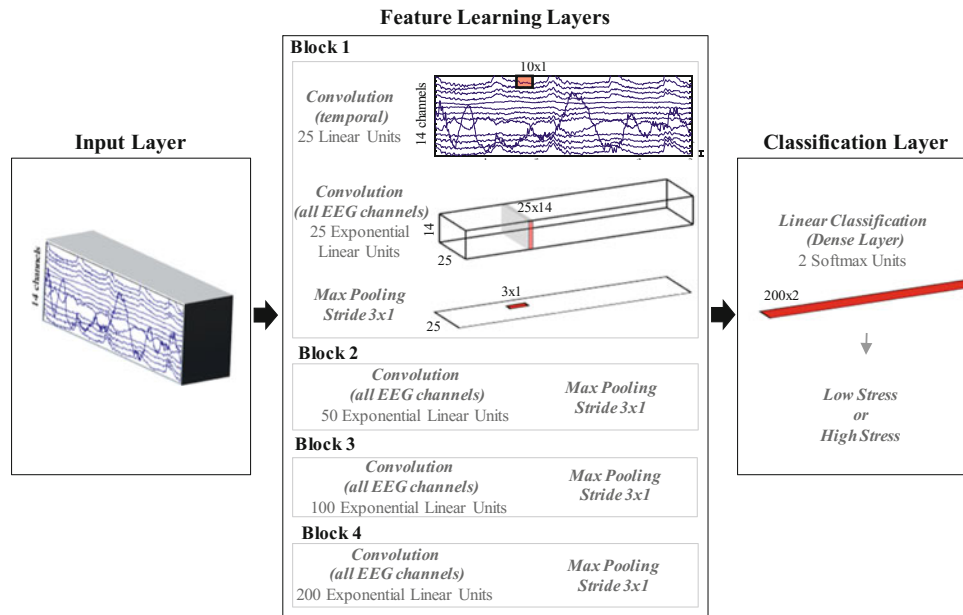 Feature Learning Layers
Input Layer
14 channels
Block 1
Convolution
(temporal)
25 Linear Units
14 channels
10x1
Convolution
(all EEG channels)
25 Exponential
Linear Units
14
25
25x14
Max Pooling
Stride 3x1
25
3x1
Block 2
Convolution
(all EEG channels)
50 Exponential Linear Units
Max Pooling
Stride 3x1
Block 3
Convolution
(all EEG channels)
100 Exponential Linear Units
Max Pooling
Stride 3x1
Block 4
Convolution
(all EEG channels)
200 Exponential Linear Units
Max Pooling
Stride 3x1
Classification Layer
Linear Classification
(Dense Layer)
2 Softmax Units
200x2
Low Stress
or
High Stress